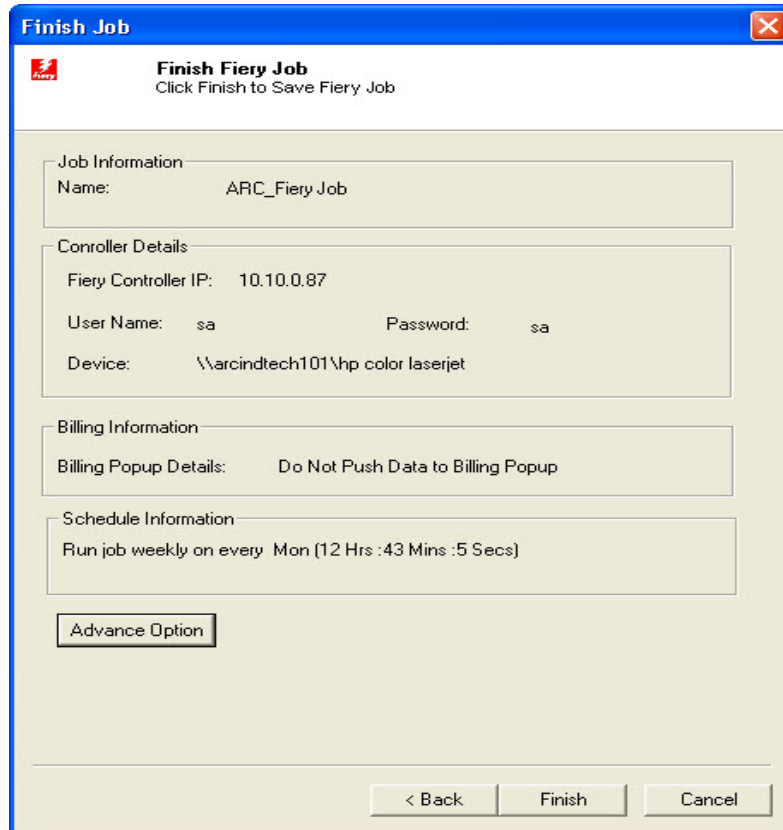 Finish Job
Fiery
Finish Fiery Job
Click Finish to Save Fiery Job
Job Information
Name: ARC_Fiery Job
Conroller Details
Fiery Controller IP: 10.10.0.87
User Name: sa Password: sa
Device: \\arcindtech101\hp color laserjet
Billing Information
Billing Popup Details: Do Not Push Data to Billing Popup
Schedule Information
Run job weekly on every Mon (12 Hrs :43 Mins :5 Secs)
Advance Option
< Back Finish Cancel